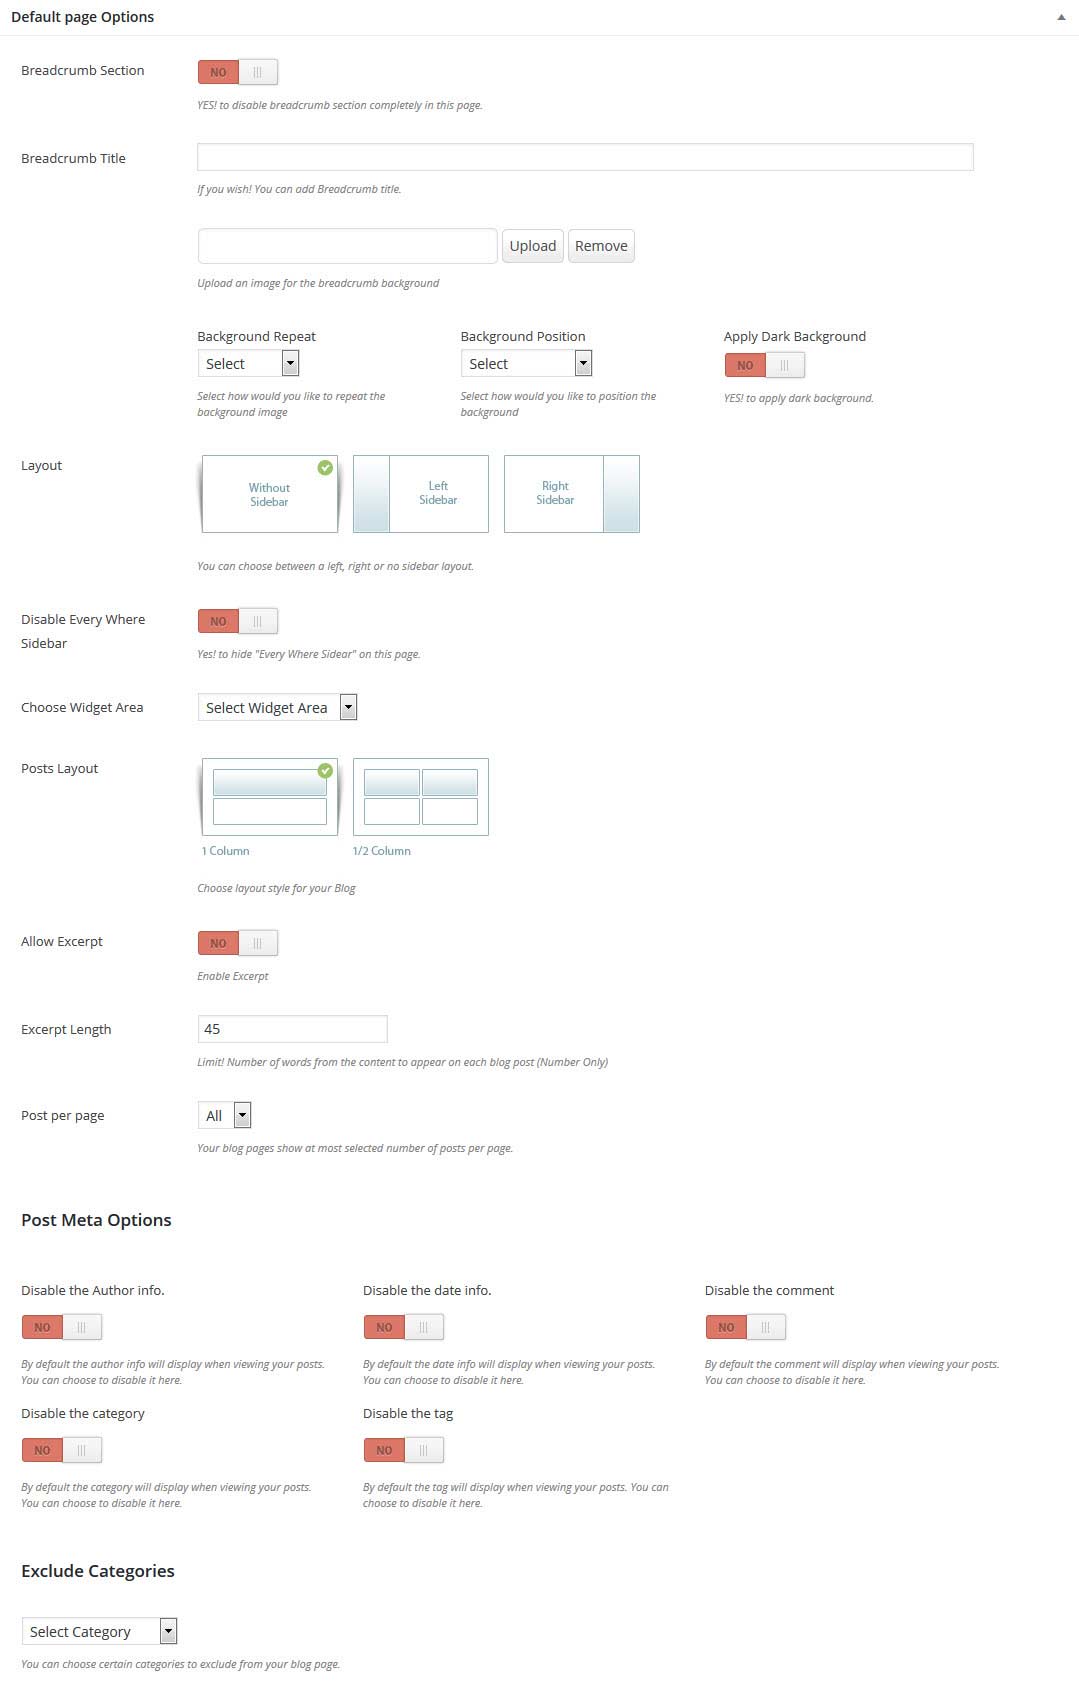 Default page Options
Breadcrumb Section
NO
YES! to disable breadcrumb section completely in this page.
Breadcrumb Title
If you wish! You can add Breadcrumb title.
Upload
Remove
Upload an image for the breadcrumb background
Background Repeat
Select
Select how would you like to repeat the
background image
Background Position
Select
Select how would you like to position the
background
Apply Dark Background
NO
YES! to apply dark background.
Layout
Without
Sidebar
Left
Sidebar
Right
Sidebar
You can choose between a left, right or no sidebar layout.
Disable Every Where
Sidebar
NO
Yes! to hide "Every Where Sidear" on this page.
Choose Widget Area
Select Widget Area
Posts Layout
1 Column
1/2 Column
Choose layout style for your Blog
Allow Excerpt
NO
Enable Excerpt
Excerpt Length
45
Limit! Number of words from the content to appear on each blog post (Number Only)
Post per page
All
Your blog pages show at most selected number of posts per page.
Post Meta Options
Disable the Author info.
NO
By default the author info will display when viewing your posts.
You can choose to disable it here.
Disable the date info.
NO
By default the date info will display when viewing your posts.
You can choose to disable it here.
Disable the comment
NO
By default the comment will display when viewing your posts.
You can choose to disable it here.
Disable the category
NO
By default the category will display when viewing your posts.
You can choose to disable it here.
Disable the tag
NO
By default the tag will display when viewing your posts. You can
choose to disable it here.
Exclude Categories
Select Category
You can choose certain categories to exclude from your blog page.